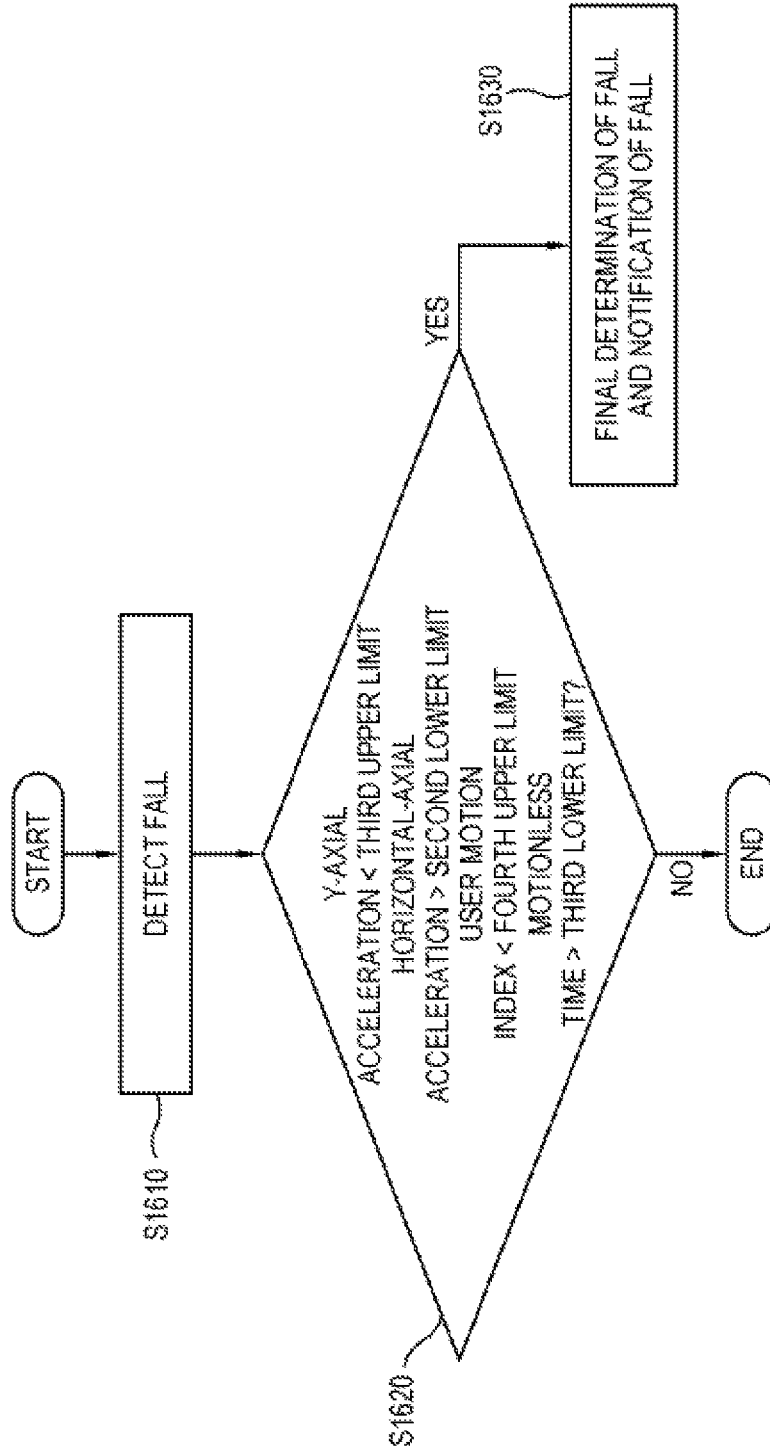 START
DETECT FALL
S1610
Y-AXIAL
ACCELERATION < THIRD UPPER LIMIT
HORIZONTAL-AXIAL
ACCELERATION > SECOND LOWER LIMIT
USER MOTION
INDEX < FOURTH UPPER LIMIT
MOTIONLESS
TIME > THIRD LOWER LIMIT?
S1620
YES
S1630
FINAL DETERMINATION OF FALL
AND NOTIFICATION OF FALL
NO
END